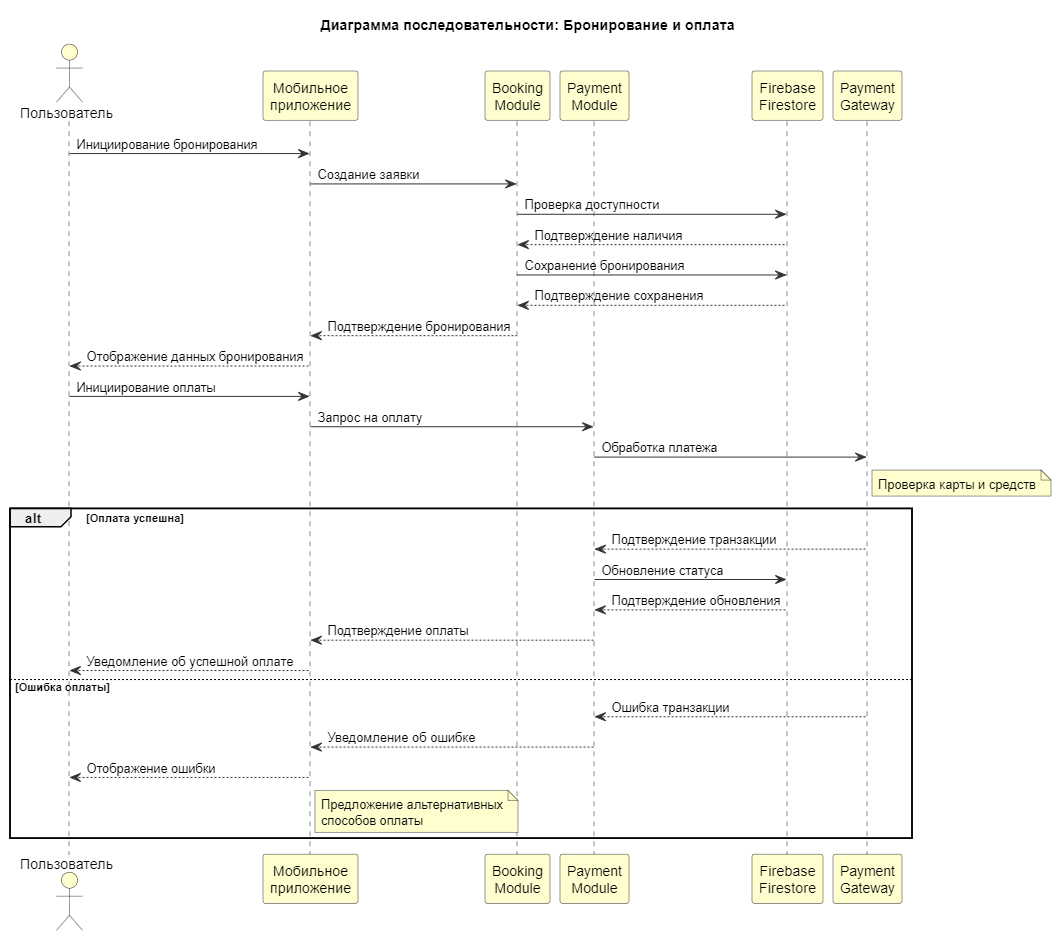 Диаграмма последовательности: Бронирование и оплата
Пользователь
Мобильное
приложение
Booking
Module
Payment
Module
Firebase
Firestore
Payment
Gateway
Инициирование бронирования
Создание заявки
Проверка доступности
Подтверждение наличия
Сохранение бронирования
Подтверждение сохранения
Подтверждение бронирования
Отображение данных бронирования
Инициирование оплаты
Запрос на оплату
Обработка платежа
Проверка карты и средств
alt
[Оплата успешна]
Подтверждение транзакции
Обновление статуса
Подтверждение обновления
Подтверждение оплаты
Уведомление об успешной оплате
[Ошибка оплаты]
Ошибка транзакции
Уведомление об ошибке
Отображение ошибки
Предложение альтернативных
способов оплаты
Пользователь
Мобильное
приложение
Booking
Module
Payment
Module
Firebase
Firestore
Payment
Gateway